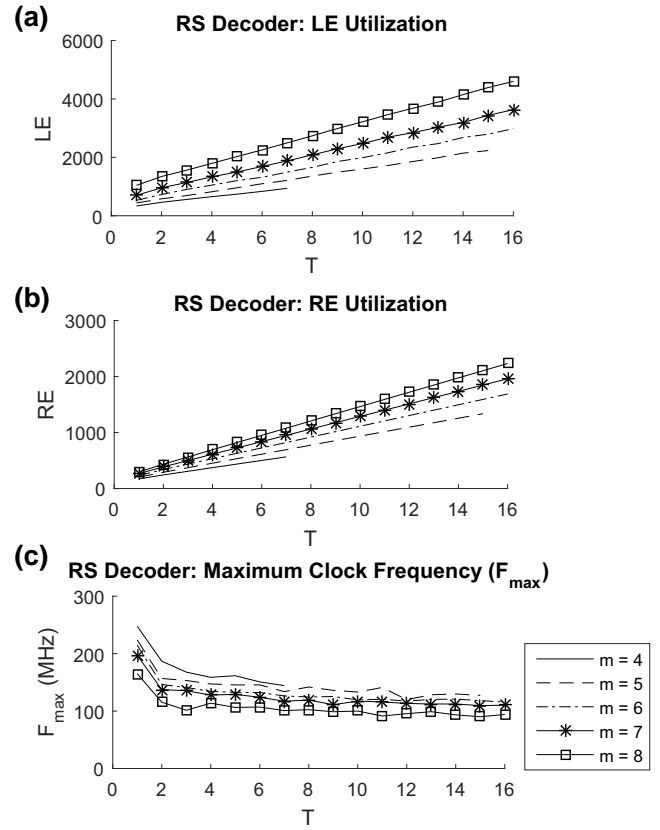 (a)
RS Decoder: LE Utilization
6000
4000
2000
0
LE
0 2 4 6 8 10 12 14 16
T
(b)
RS Decoder: RE Utilization
3000
2000
1000
0
RE
0 2 4 6 8 10 12 14 16
T
(c)
RS Decoder: Maximum Clock Frequency (F_max)
300
200
100
0
F_max (MHz)
0 2 4 6 8 10 12 14 16
T
m = 4
m = 5
m = 6
m = 7
m = 8